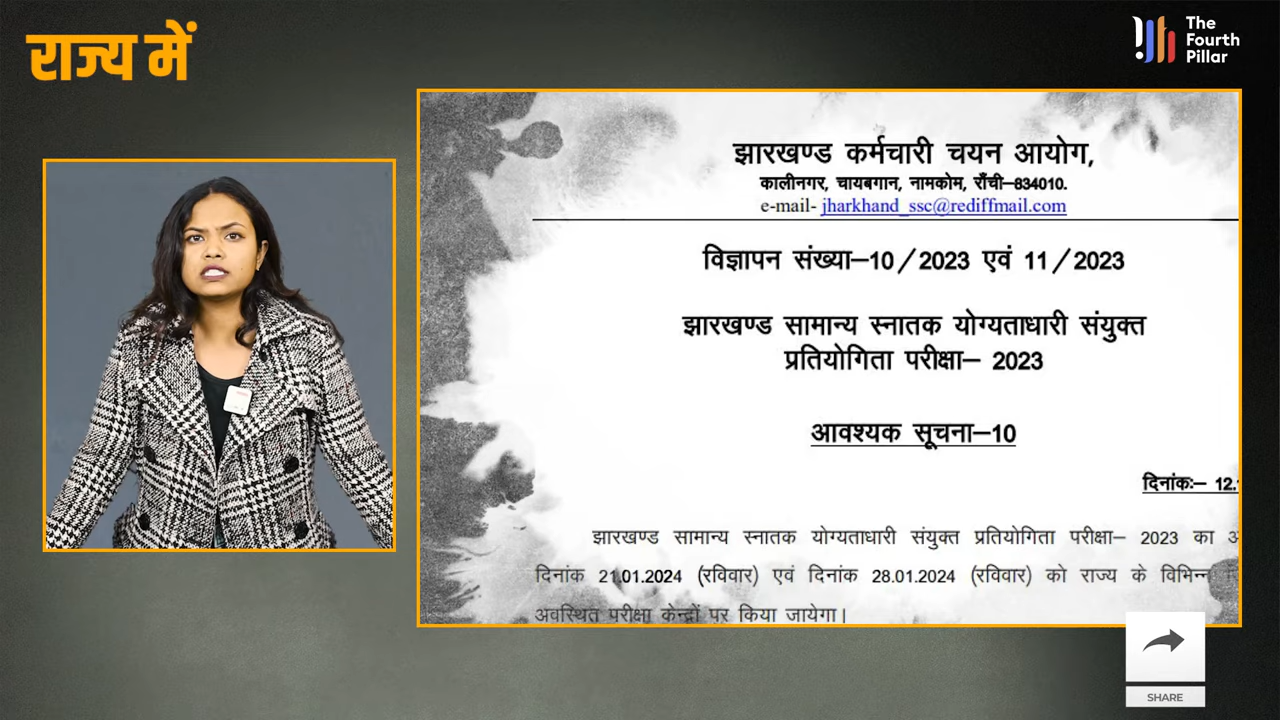 राज्य में
The
Fourth
Pillar
झारखण्ड कर्मचारी चयन आयोग,
कालीनगर, चायबगान, नामकोम, राँची–834010.
e-mail- jharkhand_ssc@rediffmail.com
विज्ञापन संख्या–10/2023 एवं 11/2023
झारखण्ड सामान्य स्नातक योग्यताधारी संयुक्त
प्रतियोगिता परीक्षा– 2023
आवश्यक सूचना–10
दिनांकः– 12.
झारखण्ड सामान्य स्नातक योग्यताधारी संयुक्त प्रतियोगिता परीक्षा– 2023 का
दिनांक 21.01.2024 (रविवार) एवं दिनांक 28.01.2024 (रविवार) को राज्य के विभिन्न
अवस्थित परीक्षा केन्द्रों पर किया जायेगा।
SHARE